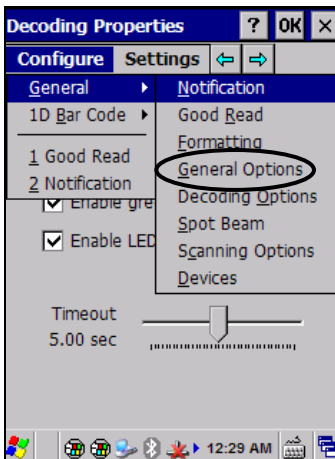 Decoding Properties ? OK ×
Configure Settings
General Notification
1D Bar Code Good Read
Formatting
1 Good Read General Options
2 Notification Decoding Options
Enable gre Spot Beam
Enable LED Scanning Options
Devices
Timeout
5.00 sec
12:29 AM